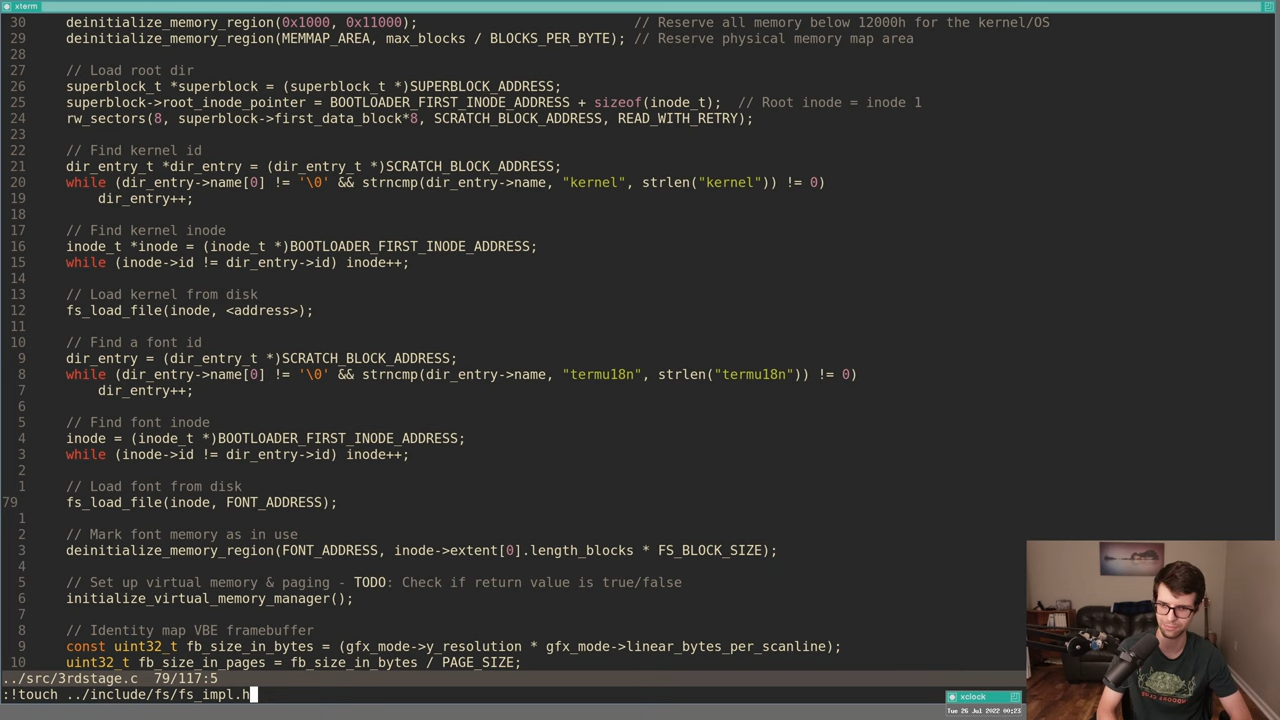 xterm
30 deinitialize_memory_region(0x1000, 0x11000); // Reserve all memory below 12000h for the kernel/OS
29 deinitialize_memory_region(MEMMAP_AREA, max_blocks / BLOCKS_PER_BYTE); // Reserve physical memory map area
28
27 // Load root dir
26 superblock_t *superblock = (superblock_t *)SUPERBLOCK_ADDRESS;
25 superblock->root_inode_pointer = BOOTLOADER_FIRST_INODE_ADDRESS + sizeof(inode_t); // Root inode = inode 1
24 rw_sectors(8, superblock->first_data_block*8, SCRATCH_BLOCK_ADDRESS, READ_WITH_RETRY);
23
22 // Find kernel id
21 dir_entry_t *dir_entry = (dir_entry_t *)SCRATCH_BLOCK_ADDRESS;
20 while (dir_entry->name[0] != '\0' && strncmp(dir_entry->name, "kernel", strlen("kernel")) != 0)
19 dir_entry++;
18
17 // Find kernel inode
16 inode_t *inode = (inode_t *)BOOTLOADER_FIRST_INODE_ADDRESS;
15 while (inode->id != dir_entry->id) inode++;
14
13 // Load kernel from disk
12 fs_load_file(inode, <address>);
11
10 // Find a font id
9 dir_entry = (dir_entry_t *)SCRATCH_BLOCK_ADDRESS;
8 while (dir_entry->name[0] != '\0' && strncmp(dir_entry->name, "termu18n", strlen("termu18n")) != 0)
7 dir_entry++;
6
5 // Find font inode
4 inode = (inode_t *)BOOTLOADER_FIRST_INODE_ADDRESS;
3 while (inode->id != dir_entry->id) inode++;
2
1 // Load font from disk
79 fs_load_file(inode, FONT_ADDRESS);
1
2 // Mark font memory as in use
3 deinitialize_memory_region(FONT_ADDRESS, inode->extent[0].length_blocks * FS_BLOCK_SIZE);
4
5 // Set up virtual memory & paging - TODO: Check if return value is true/false
6 initialize_virtual_memory_manager();
7
8 // Identity map VBE framebuffer
9 const uint32_t fb_size_in_bytes = (gfx_mode->y_resolution * gfx_mode->linear_bytes_per_scanline);
10 uint32_t fb_size_in_pages = fb_size_in_bytes / PAGE_SIZE;
../src/3rdstage.c 79/117:5
:!touch ../include/fs/fs_impl.h
xclock
Tue 26 Jul 2022 00:23